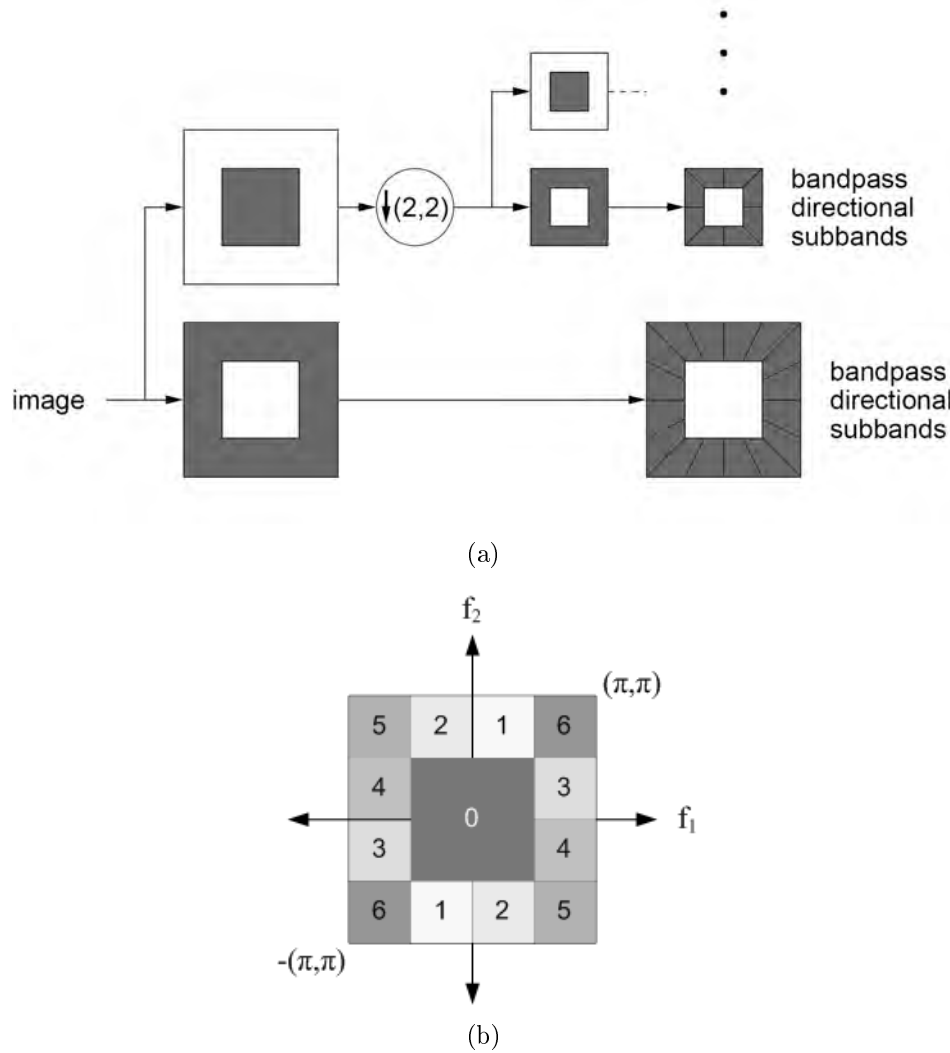 (2,2)
bandpass
directional
subbands
image
bandpass
directional
subbands
(a)
f2
(π,π)
5 2 1 6
4 3
0
f1
3 4
6 1 2 5
-(π,π)
(b)